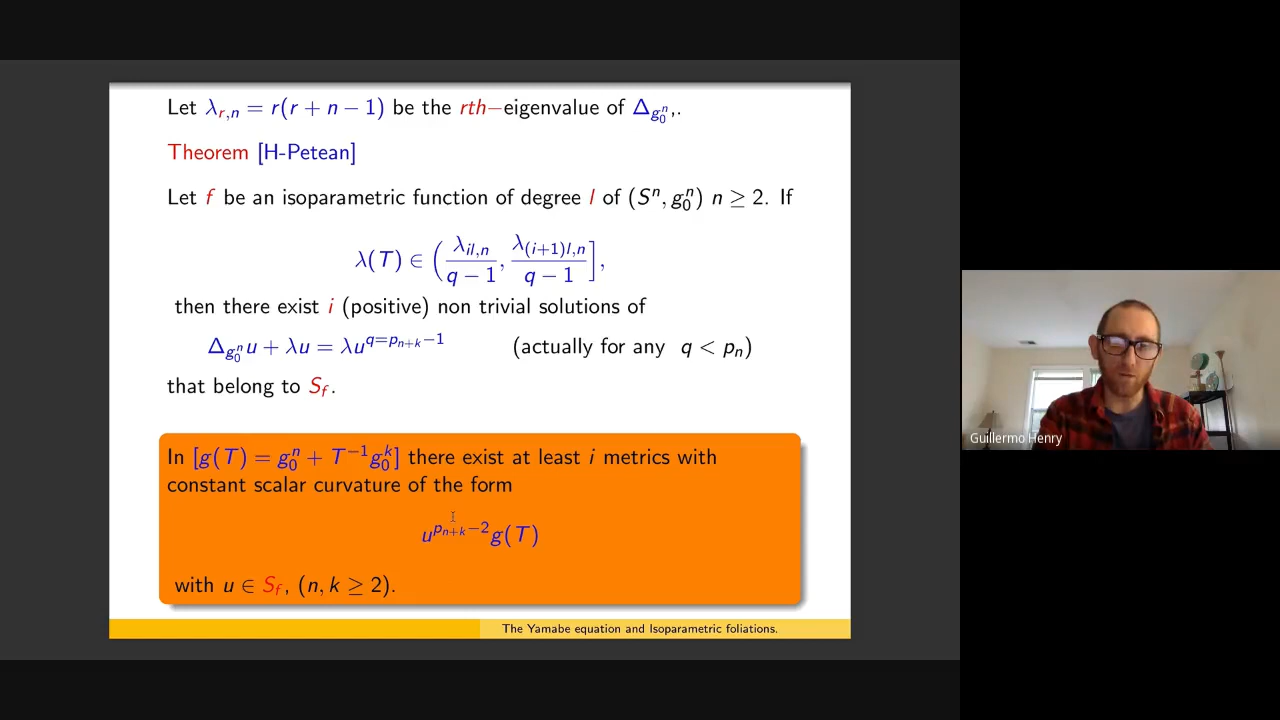 Let λ_{r,n} = r(r + n − 1) be the rth−eigenvalue of Δ_{g_0^n},.
Theorem [H-Petean]
Let f be an isoparametric function of degree l of (S^n, g_0^n) n ≥ 2. If
λ(T) ∈ (λ_{il,n}/(q − 1), λ_{(i+1)l,n}/(q − 1)],
then there exist i (positive) non trivial solutions of
Δ_{g_0^n}u + λu = λu^{q=p_{n+k}−1} (actually for any q < p_n)
that belong to S_f.
In [g(T) = g_0^n + T^{−1}g_0^k] there exist at least i metrics with
constant scalar curvature of the form
u^{p_{n+k}−2}g(T)
with u ∈ S_f, (n, k ≥ 2).
The Yamabe equation and Isoparametric foliations.
Guillermo Henry